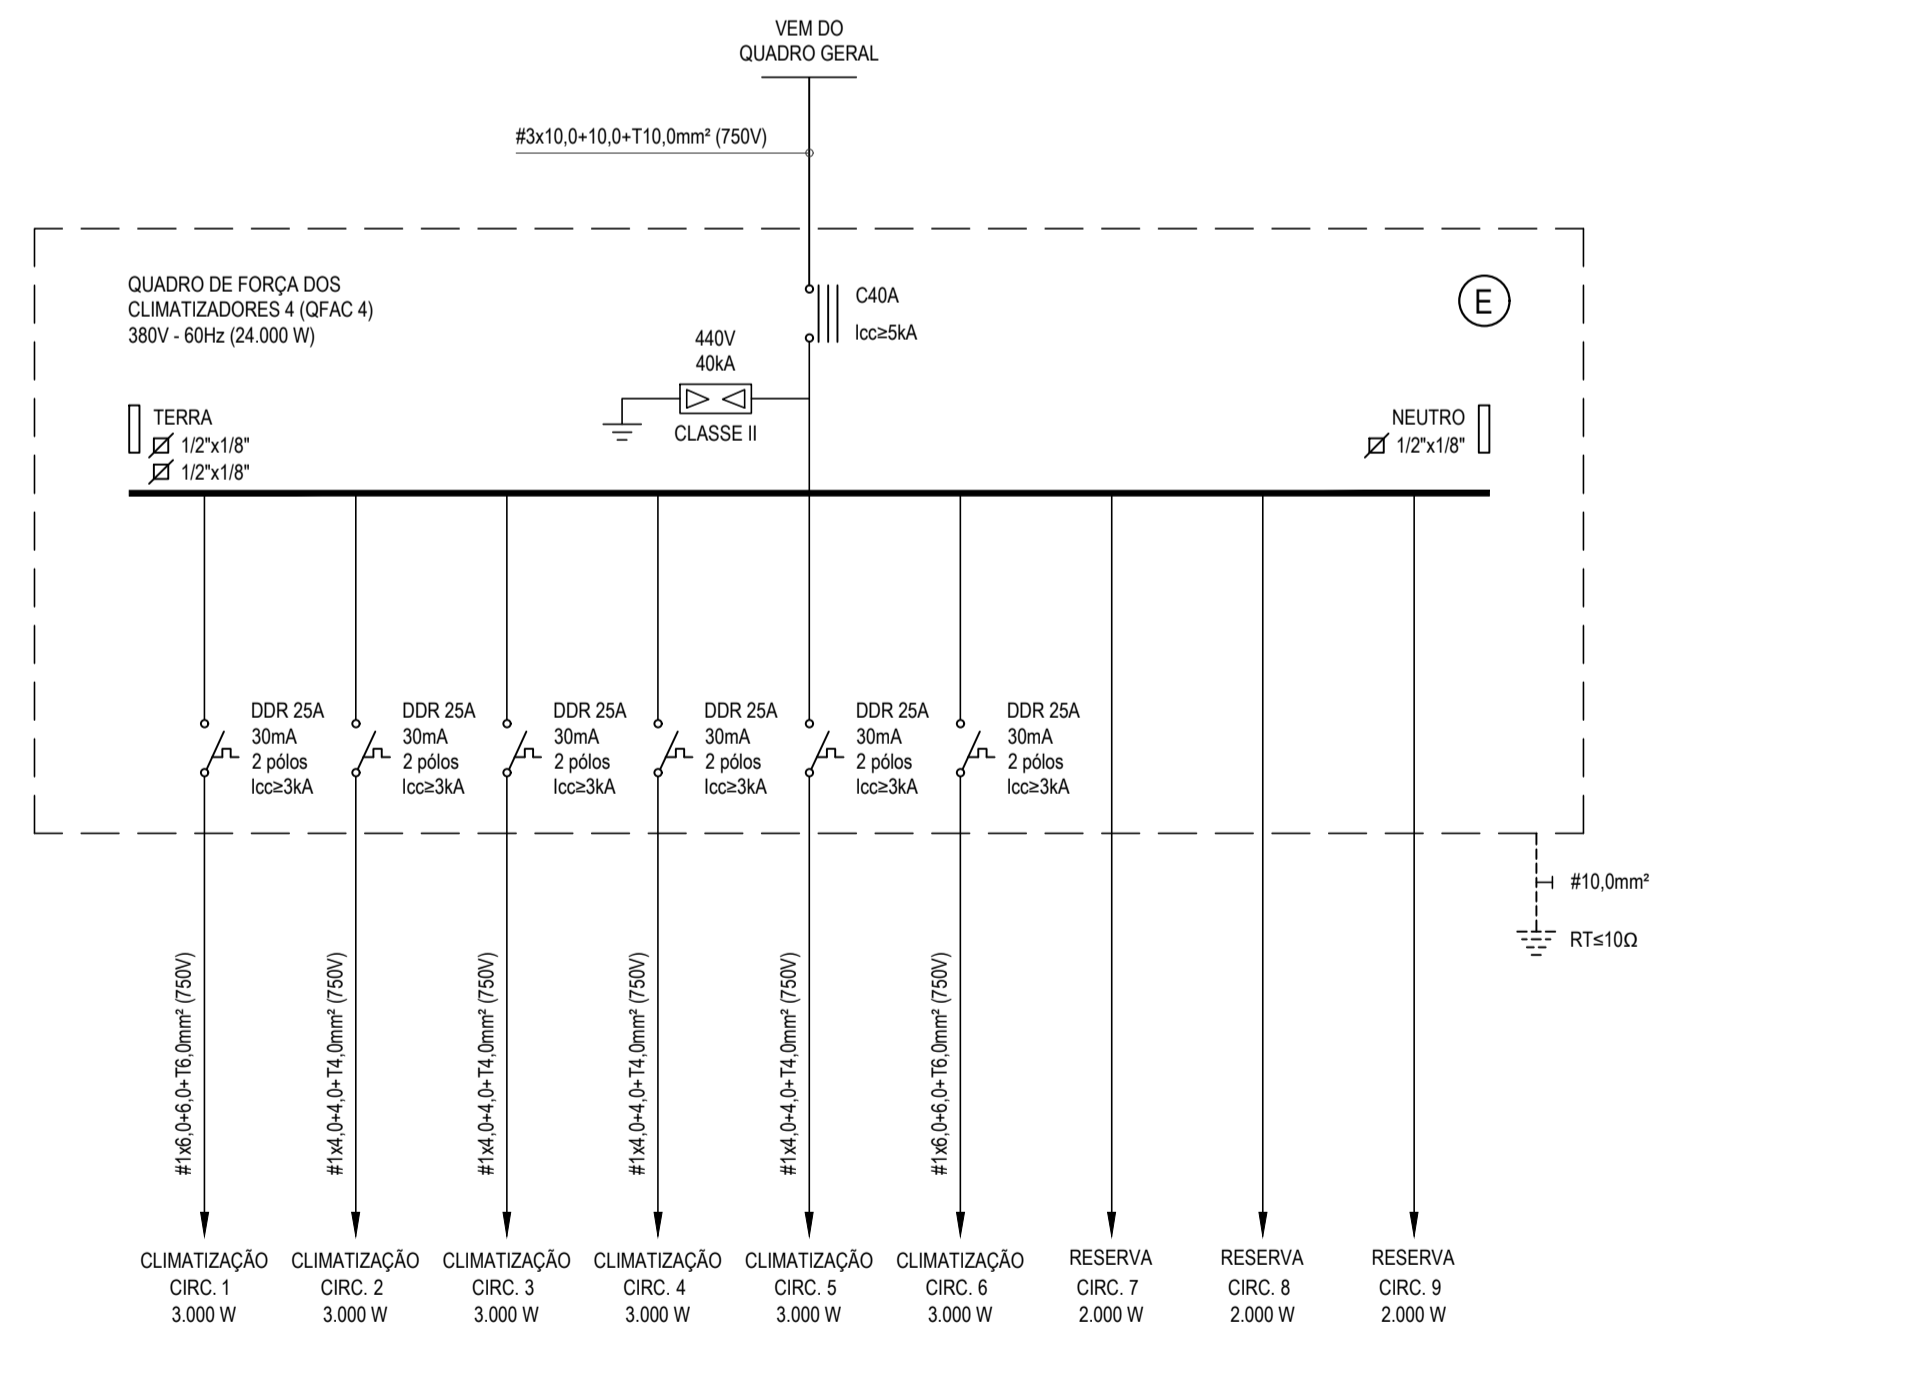 VEM DO
QUADRO GERAL
#3x10,0+10,0+T10,0mm² (750V)
QUADRO DE FORÇA DOS
CLIMATIZADORES 4 (QFAC 4)
380V - 60Hz (24.000 W)
C40A
Icc≥5kA
E
440V
40kA
CLASSE II
TERRA
1/2"x1/8"
1/2"x1/8"
NEUTRO
1/2"x1/8"
DDR 25A
30mA
2 pólos
Icc≥3kA
DDR 25A
30mA
2 pólos
Icc≥3kA
DDR 25A
30mA
2 pólos
Icc≥3kA
DDR 25A
30mA
2 pólos
Icc≥3kA
DDR 25A
30mA
2 pólos
Icc≥3kA
DDR 25A
30mA
2 pólos
Icc≥3kA
#10,0mm²
RT≤10Ω
#1x6,0+6,0+T6,0mm² (750V)
#1x4,0+4,0+T4,0mm² (750V)
#1x4,0+4,0+T4,0mm² (750V)
#1x4,0+4,0+T4,0mm² (750V)
#1x4,0+4,0+T4,0mm² (750V)
#1x6,0+6,0+T6,0mm² (750V)
CLIMATIZAÇÃO
CIRC. 1
3.000 W
CLIMATIZAÇÃO
CIRC. 2
3.000 W
CLIMATIZAÇÃO
CIRC. 3
3.000 W
CLIMATIZAÇÃO
CIRC. 4
3.000 W
CLIMATIZAÇÃO
CIRC. 5
3.000 W
CLIMATIZAÇÃO
CIRC. 6
3.000 W
RESERVA
CIRC. 7
2.000 W
RESERVA
CIRC. 8
2.000 W
RESERVA
CIRC. 9
2.000 W